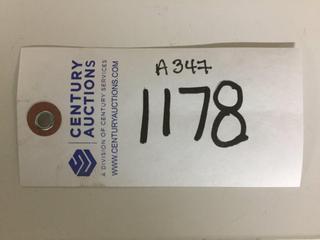 CENTURY
AUCTIONS
A DIVISION OF CENTURY SERVICES
WWW.CENTURYAUCTIONS.COM
A347
1178